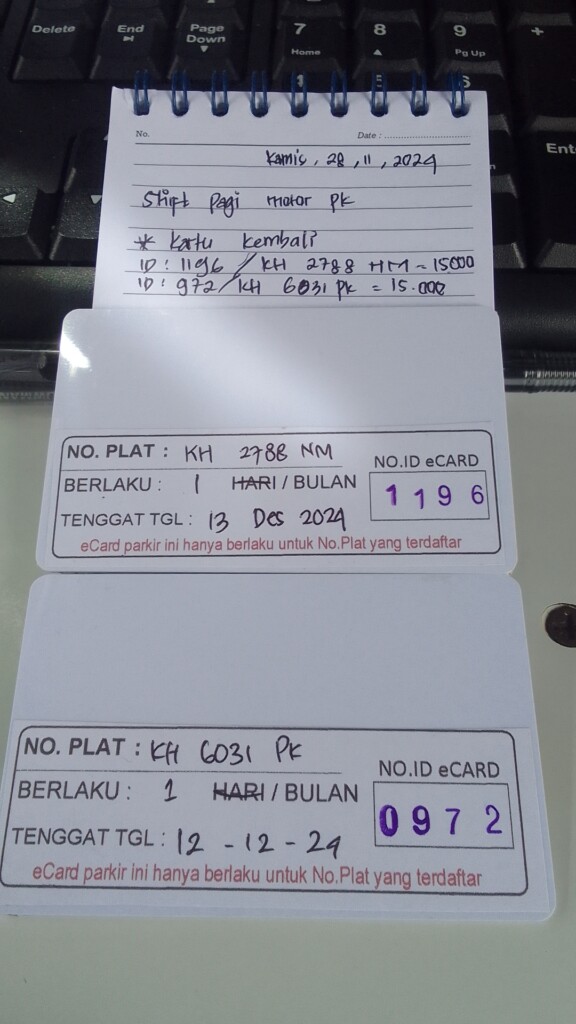 Delete
End
Page
Down
7
Home
8
9
Pg Up
+
6
Ent
No.
Date :
Kamis, 28, 11, 2024
Shift pagi motor pk
* Kartu kembali
ID : 1196 / KH 2788 HM = 15000
ID : 972 / KH 6031 pk = 15.000
NO. PLAT : KH 2788 NM
NO.ID eCARD
BERLAKU : 1 HARI / BULAN
1196
TENGGAT TGL : 13 Des 2024
eCard parkir ini hanya berlaku untuk No.Plat yang terdaftar
NO. PLAT : KH 6031 PK
NO.ID eCARD
BERLAKU : 1 HARI / BULAN
0972
TENGGAT TGL : 12 - 12 - 24
eCard parkir ini hanya berlaku untuk No.Plat yang terdaftar